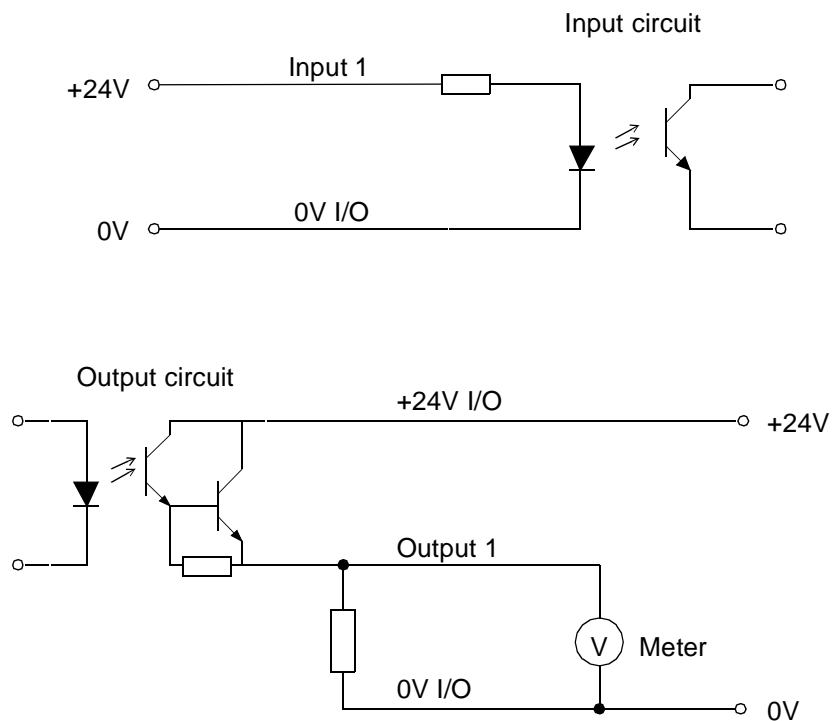 Input circuit
Input 1
+24V
0V I/O
0V
Output circuit
+24V I/O
+24V
Output 1
V
Meter
0V I/O
0V